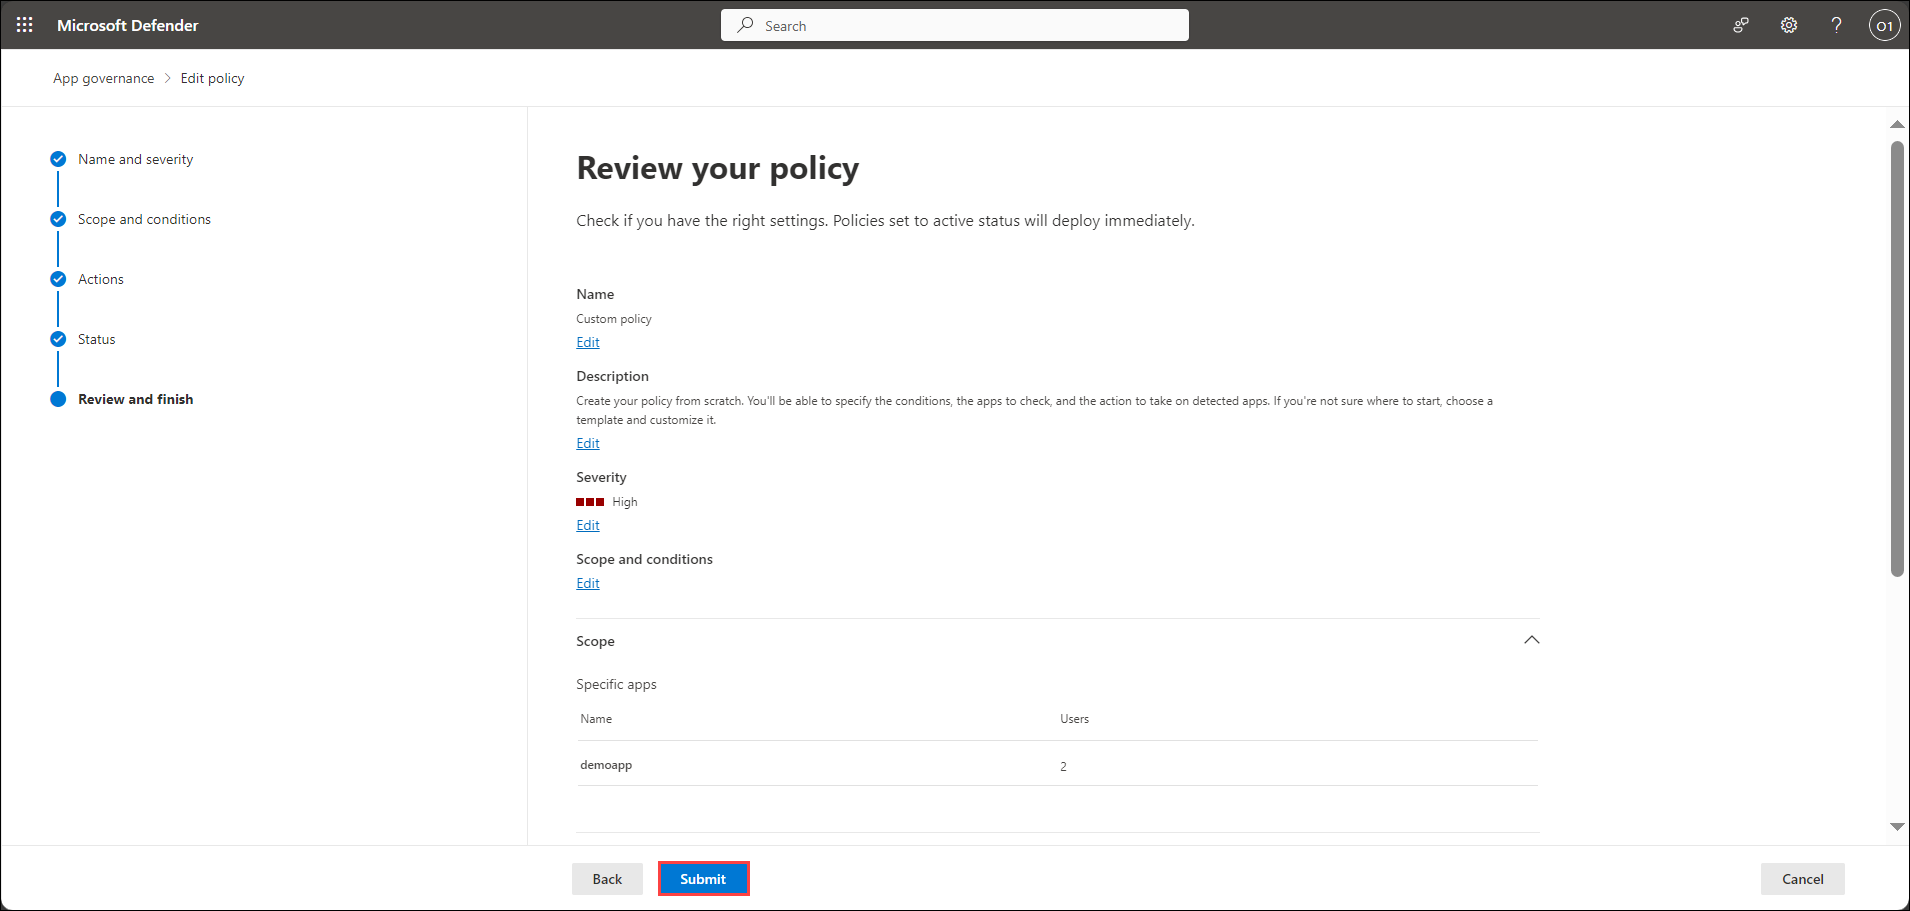 Microsoft Defender
Search
?
O1
App governance > Edit policy
Name and severity
Scope and conditions
Actions
Status
Review and finish
Review your policy
Check if you have the right settings. Policies set to active status will deploy immediately.
Name
Custom policy
Edit
Description
Create your policy from scratch. You'll be able to specify the conditions, the apps to check, and the action to take on detected apps. If you're not sure where to start, choose a
template and customize it.
Edit
Severity
High
Edit
Scope and conditions
Edit
Scope
Specific apps
Name Users
demoapp 2
Back Submit Cancel